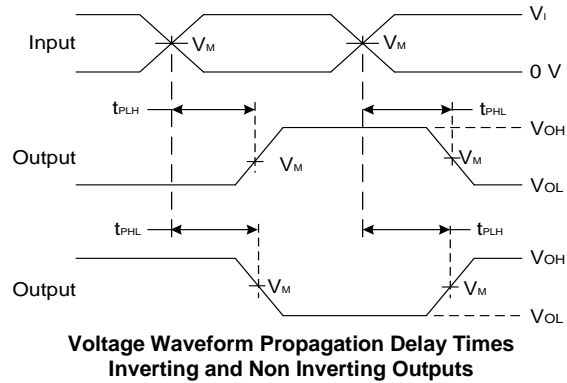 Input
VM
VM
VI
0 V
tPLH
tPHL
Output
VM
VM
VOH
VOL
tPHL
tPLH
Output
VM
VM
VOH
VOL
Voltage Waveform Propagation Delay Times
Inverting and Non Inverting Outputs